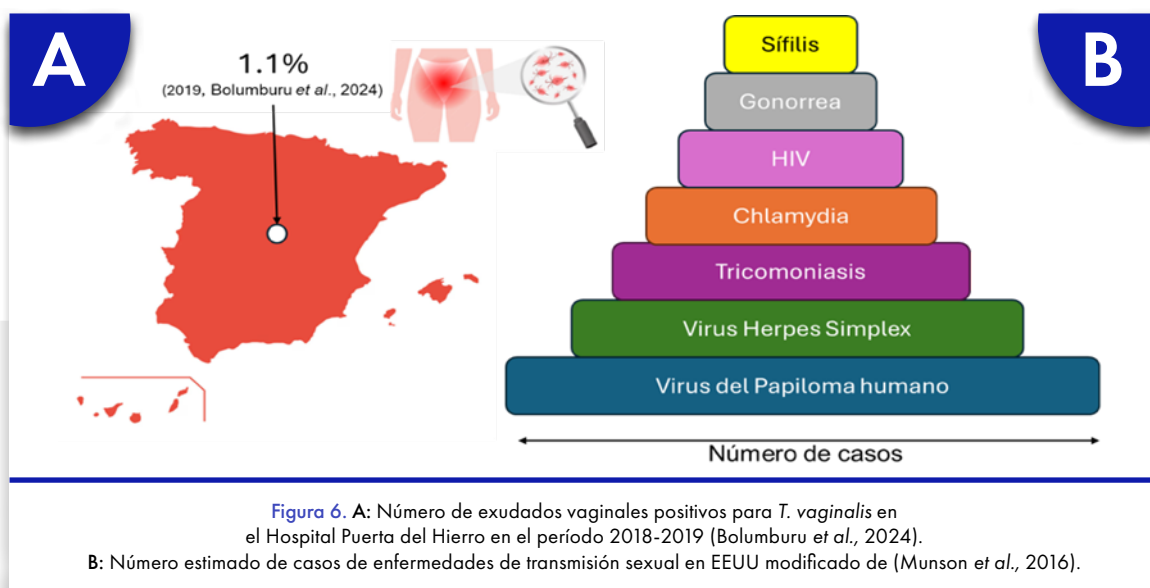 A
1.1%
(2019, Bolumburu et al., 2024)
B
Sífilis
Gonorrea
HIV
Chlamydia
Tricomoniasis
Virus Herpes Simplex
Virus del Papiloma humano
Número de casos
Figura 6. A: Número de exudados vaginales positivos para T. vaginalis en
el Hospital Puerta del Hierro en el período 2018-2019 (Bolumburu et al., 2024).
B: Número estimado de casos de enfermedades de transmisión sexual en EEUU modificado de (Munson et al., 2016).